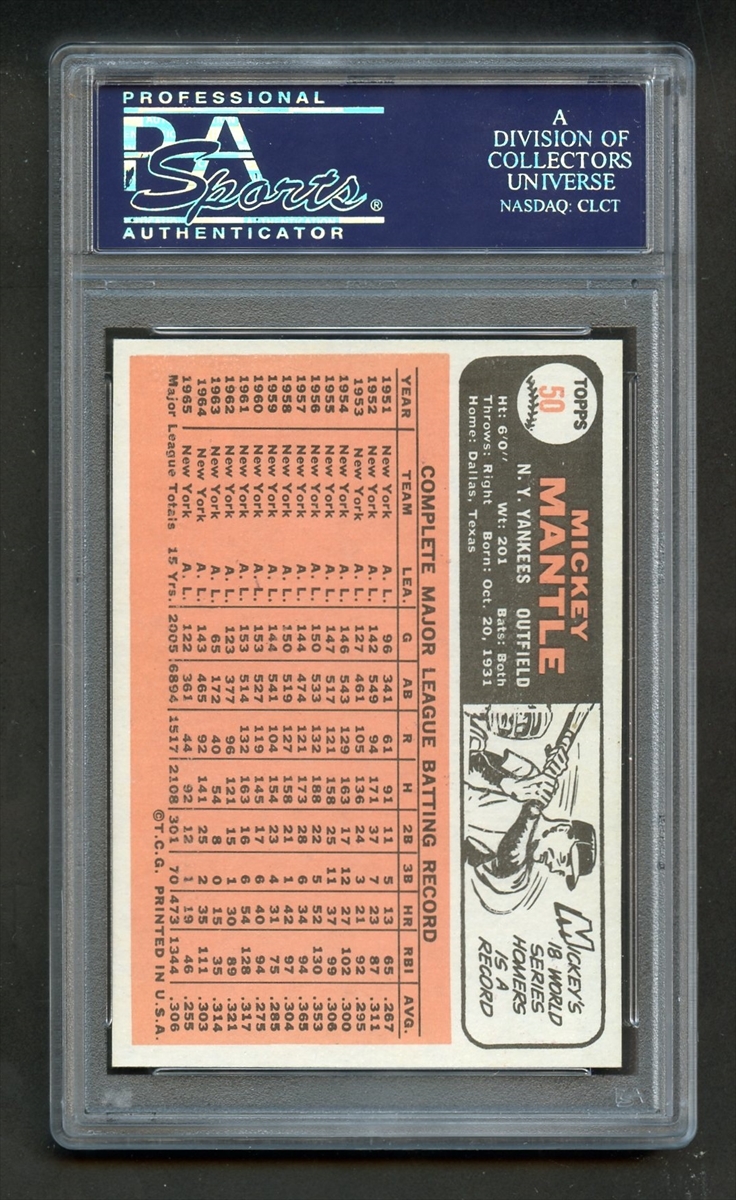 PROFESSIONAL
PSA
Sports®
AUTHENTICATOR
A
DIVISION OF
COLLECTORS
UNIVERSE
NASDAQ: CLCT
TOPPS
50
MICKEY
MANTLE
N. Y. YANKEES OUTFIELD
Ht: 6'0" Wt: 201 Bats: Both
Throws: Right Born: Oct. 20, 1931
Home: Dallas, Texas
MICKEY'S
18 WORLD
SERIES
HOMERS
IS A
RECORD
COMPLETE MAJOR LEAGUE BATTING RECORD
YEAR TEAM LEA. G AB R H 2B 3B HR RBI AVG.
1951 New York A. L. 96 341 61 91 11 5 13 65 .267
1952 New York A. L. 142 549 94 171 37 7 23 87 .311
1953 New York A. L. 127 461 105 136 24 3 21 92 .295
1954 New York A. L. 146 543 129 163 17 12 27 102 .300
1955 New York A. L. 147 517 121 158 25 11 37 99 .306
1956 New York A. L. 150 533 132 188 22 5 52 130 .353
1957 New York A. L. 144 474 121 173 28 6 34 94 .365
1958 New York A. L. 150 519 127 158 21 1 42 97 .304
1959 New York A. L. 144 541 104 154 23 4 31 75 .285
1960 New York A. L. 153 527 119 145 17 6 40 94 .275
1961 New York A. L. 153 514 132 163 16 6 54 128 .317
1962 New York A. L. 123 377 96 121 15 1 30 89 .321
1963 New York A. L. 65 172 40 54 8 0 15 35 .314
1964 New York A. L. 143 465 92 141 25 2 35 111 .303
1965 New York A. L. 122 361 44 92 12 1 19 46 .255
Major League Totals 15 Yrs. 2005 6894 1517 2108 301 70 473 1344 .306
©T.C.G. PRINTED IN U.S.A.